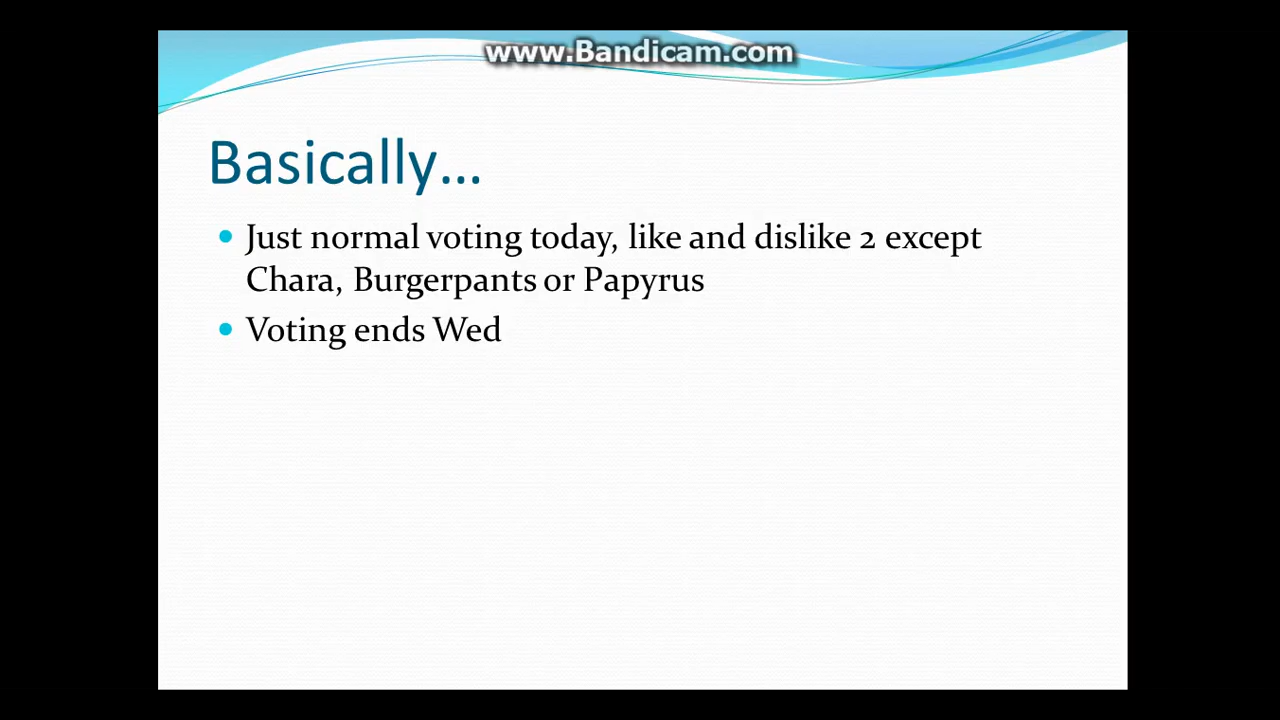 www.Bandicam.com
Basically...
Just normal voting today, like and dislike 2 except
Chara, Burgerpants or Papyrus
Voting ends Wed